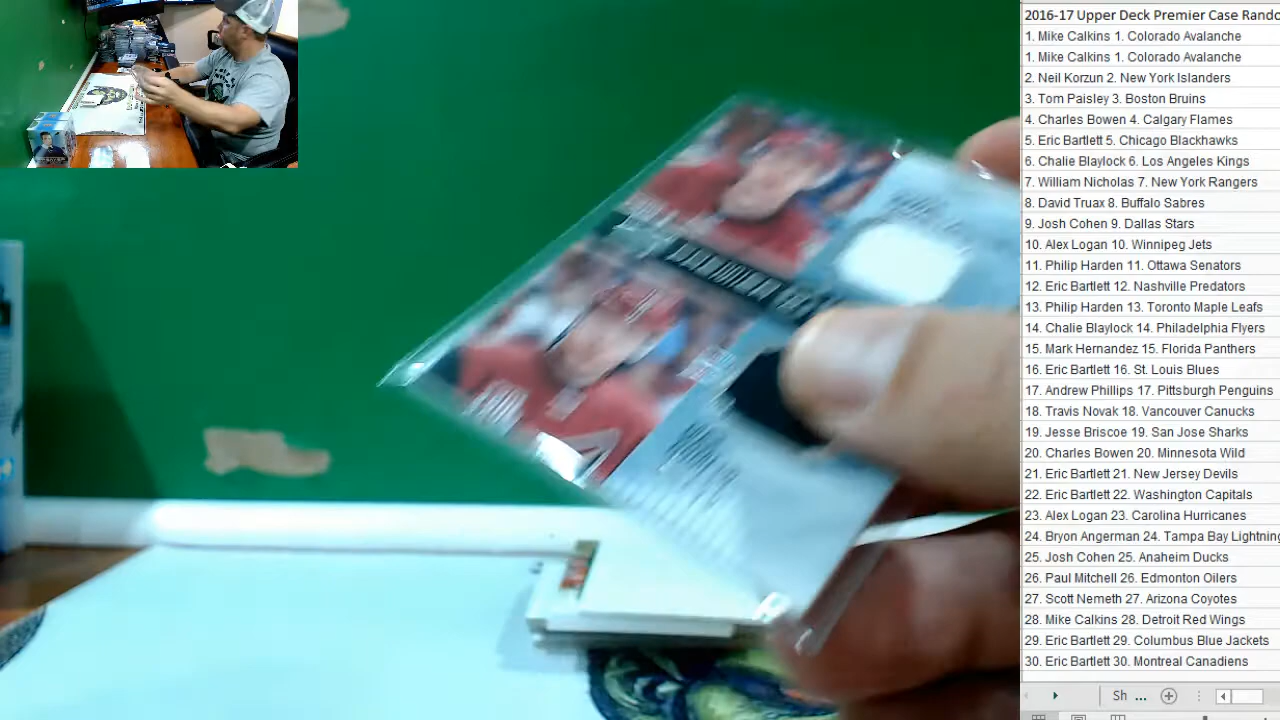 2016-17 Upper Deck Premier Case Rando
1. Mike Calkins 1. Colorado Avalanche
1. Mike Calkins 1. Colorado Avalanche
2. Neil Korzun 2. New York Islanders
3. Tom Paisley 3. Boston Bruins
4. Charles Bowen 4. Calgary Flames
5. Eric Bartlett 5. Chicago Blackhawks
6. Chalie Blaylock 6. Los Angeles Kings
7. William Nicholas 7. New York Rangers
8. David Truax 8. Buffalo Sabres
9. Josh Cohen 9. Dallas Stars
10. Alex Logan 10. Winnipeg Jets
11. Philip Harden 11. Ottawa Senators
12. Eric Bartlett 12. Nashville Predators
13. Philip Harden 13. Toronto Maple Leafs
14. Chalie Blaylock 14. Philadelphia Flyers
15. Mark Hernandez 15. Florida Panthers
16. Eric Bartlett 16. St. Louis Blues
17. Andrew Phillips 17. Pittsburgh Penguins
18. Travis Novak 18. Vancouver Canucks
19. Jesse Briscoe 19. San Jose Sharks
20. Charles Bowen 20. Minnesota Wild
21. Eric Bartlett 21. New Jersey Devils
22. Eric Bartlett 22. Washington Capitals
23. Alex Logan 23. Carolina Hurricanes
24. Bryon Angerman 24. Tampa Bay Lightning
25. Josh Cohen 25. Anaheim Ducks
26. Paul Mitchell 26. Edmonton Oilers
27. Scott Nemeth 27. Arizona Coyotes
28. Mike Calkins 28. Detroit Red Wings
29. Eric Bartlett 29. Columbus Blue Jackets
30. Eric Bartlett 30. Montreal Canadiens
Sh ...